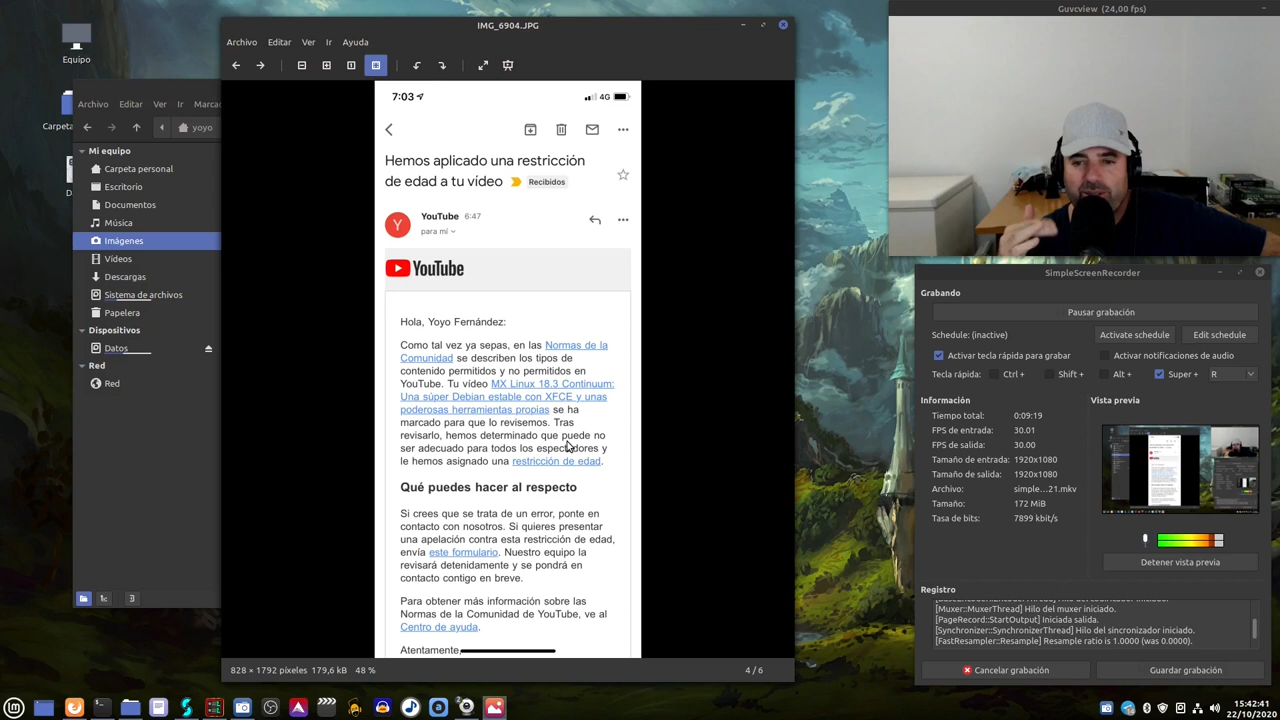 Equipo
Carpeta
D
Archivo Editar Ver Ir Marca
yoyo
Mi equipo
Carpeta personal
Escritorio
Documentos
Música
Imágenes
Vídeos
Descargas
Sistema de archivos
Papelera
Dispositivos
Datos
Red
Red
IMG_6904.JPG
Archivo Editar Ver Ir Ayuda
7:03
4G
Hemos aplicado una restricción
de edad a tu vídeo Recibidos
Y
YouTube 6:47
para mí
YouTube
Hola, Yoyo Fernández:
Como tal vez ya sepas, en las Normas de la
Comunidad se describen los tipos de
contenido permitidos y no permitidos en
YouTube. Tu vídeo MX Linux 18.3 Continuum:
Una súper Debian estable con XFCE y unas
poderosas herramientas propias se ha
marcado para que lo revisemos. Tras
revisarlo, hemos determinado que puede no
ser adecuado para todos los espectadores y
le hemos asignado una restricción de edad.
Qué puedes hacer al respecto
Si crees que se trata de un error, ponte en
contacto con nosotros. Si quieres presentar
una apelación contra esta restricción de edad,
envía este formulario. Nuestro equipo la
revisará detenidamente y se pondrá en
contacto contigo en breve.
Para obtener más información sobre las
Normas de la Comunidad de YouTube, ve al
Centro de ayuda.
Atentamente,
828 × 1792 píxeles 179,6 kB 48 % 4 / 6
Guvcview (24,00 fps)
SimpleScreenRecorder
Grabando
Pausar grabación
Schedule: (inactive) Activate schedule Edit schedule
Activar tecla rápida para grabar Activar notificaciones de audio
Tecla rápida: Ctrl + Shift + Alt + Super + R
Información Vista previa
Tiempo total: 0:09:19
FPS de entrada: 30.01
FPS de salida: 30.00
Tamaño de entrada: 1920x1080
Tamaño de salida: 1920x1080
Archivo: simple...21.mkv
Tamaño: 172 MiB
Tasa de bits: 7899 kbit/s
Detener vista previa
Registro
[Muxer::MuxerThread] Hilo del muxer iniciado.
[PageRecord::StartOutput] Iniciada salida.
[Synchronizer::SynchronizerThread] Hilo del sincronizador iniciado.
[FastResampler::Resample] Resample ratio is 1.0000 (was 0.0000).
Cancelar grabación Guardar grabación
15:42:41
22/10/2020